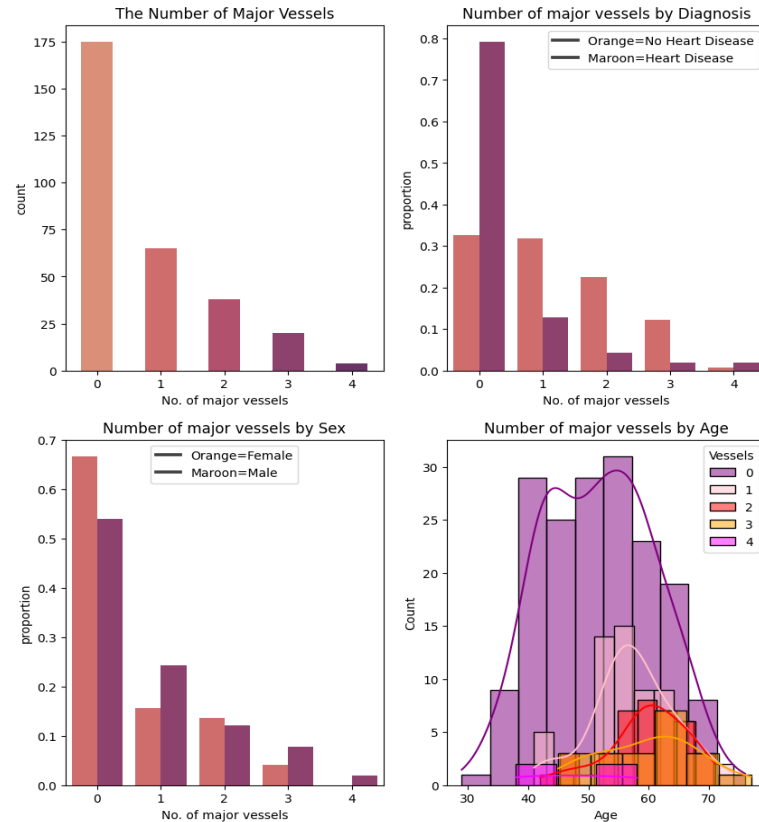 The Number of Major Vessels
175
150
125
100
75
50
25
0
count
0 1 2 3 4
No. of major vessels
Number of major vessels by Diagnosis
Orange=No Heart Disease
Maroon=Heart Disease
0.8
0.7
0.6
0.5
0.4
0.3
0.2
0.1
0.0
proportion
0 1 2 3 4
No. of major vessels
Number of major vessels by Sex
Orange=Female
Maroon=Male
0.7
0.6
0.5
0.4
0.3
0.2
0.1
0.0
proportion
0 1 2 3 4
No. of major vessels
Number of major vessels by Age
Vessels
0
1
2
3
4
30
25
20
15
10
5
0
Count
30 40 50 60 70
Age